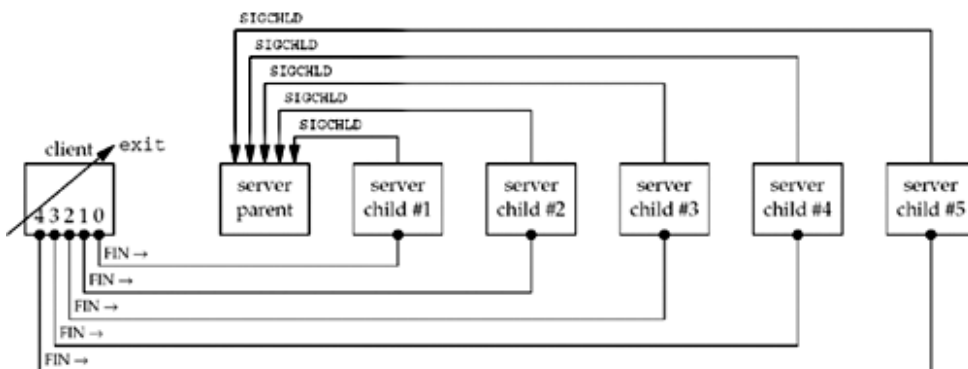 SIGCHLD
SIGCHLD
SIGCHLD
SIGCHLD
SIGCHLD
client
exit
4 3 2 1 0
server
parent
server
child #1
server
child #2
server
child #3
server
child #4
server
child #5
FIN →
FIN →
FIN →
FIN →
FIN →